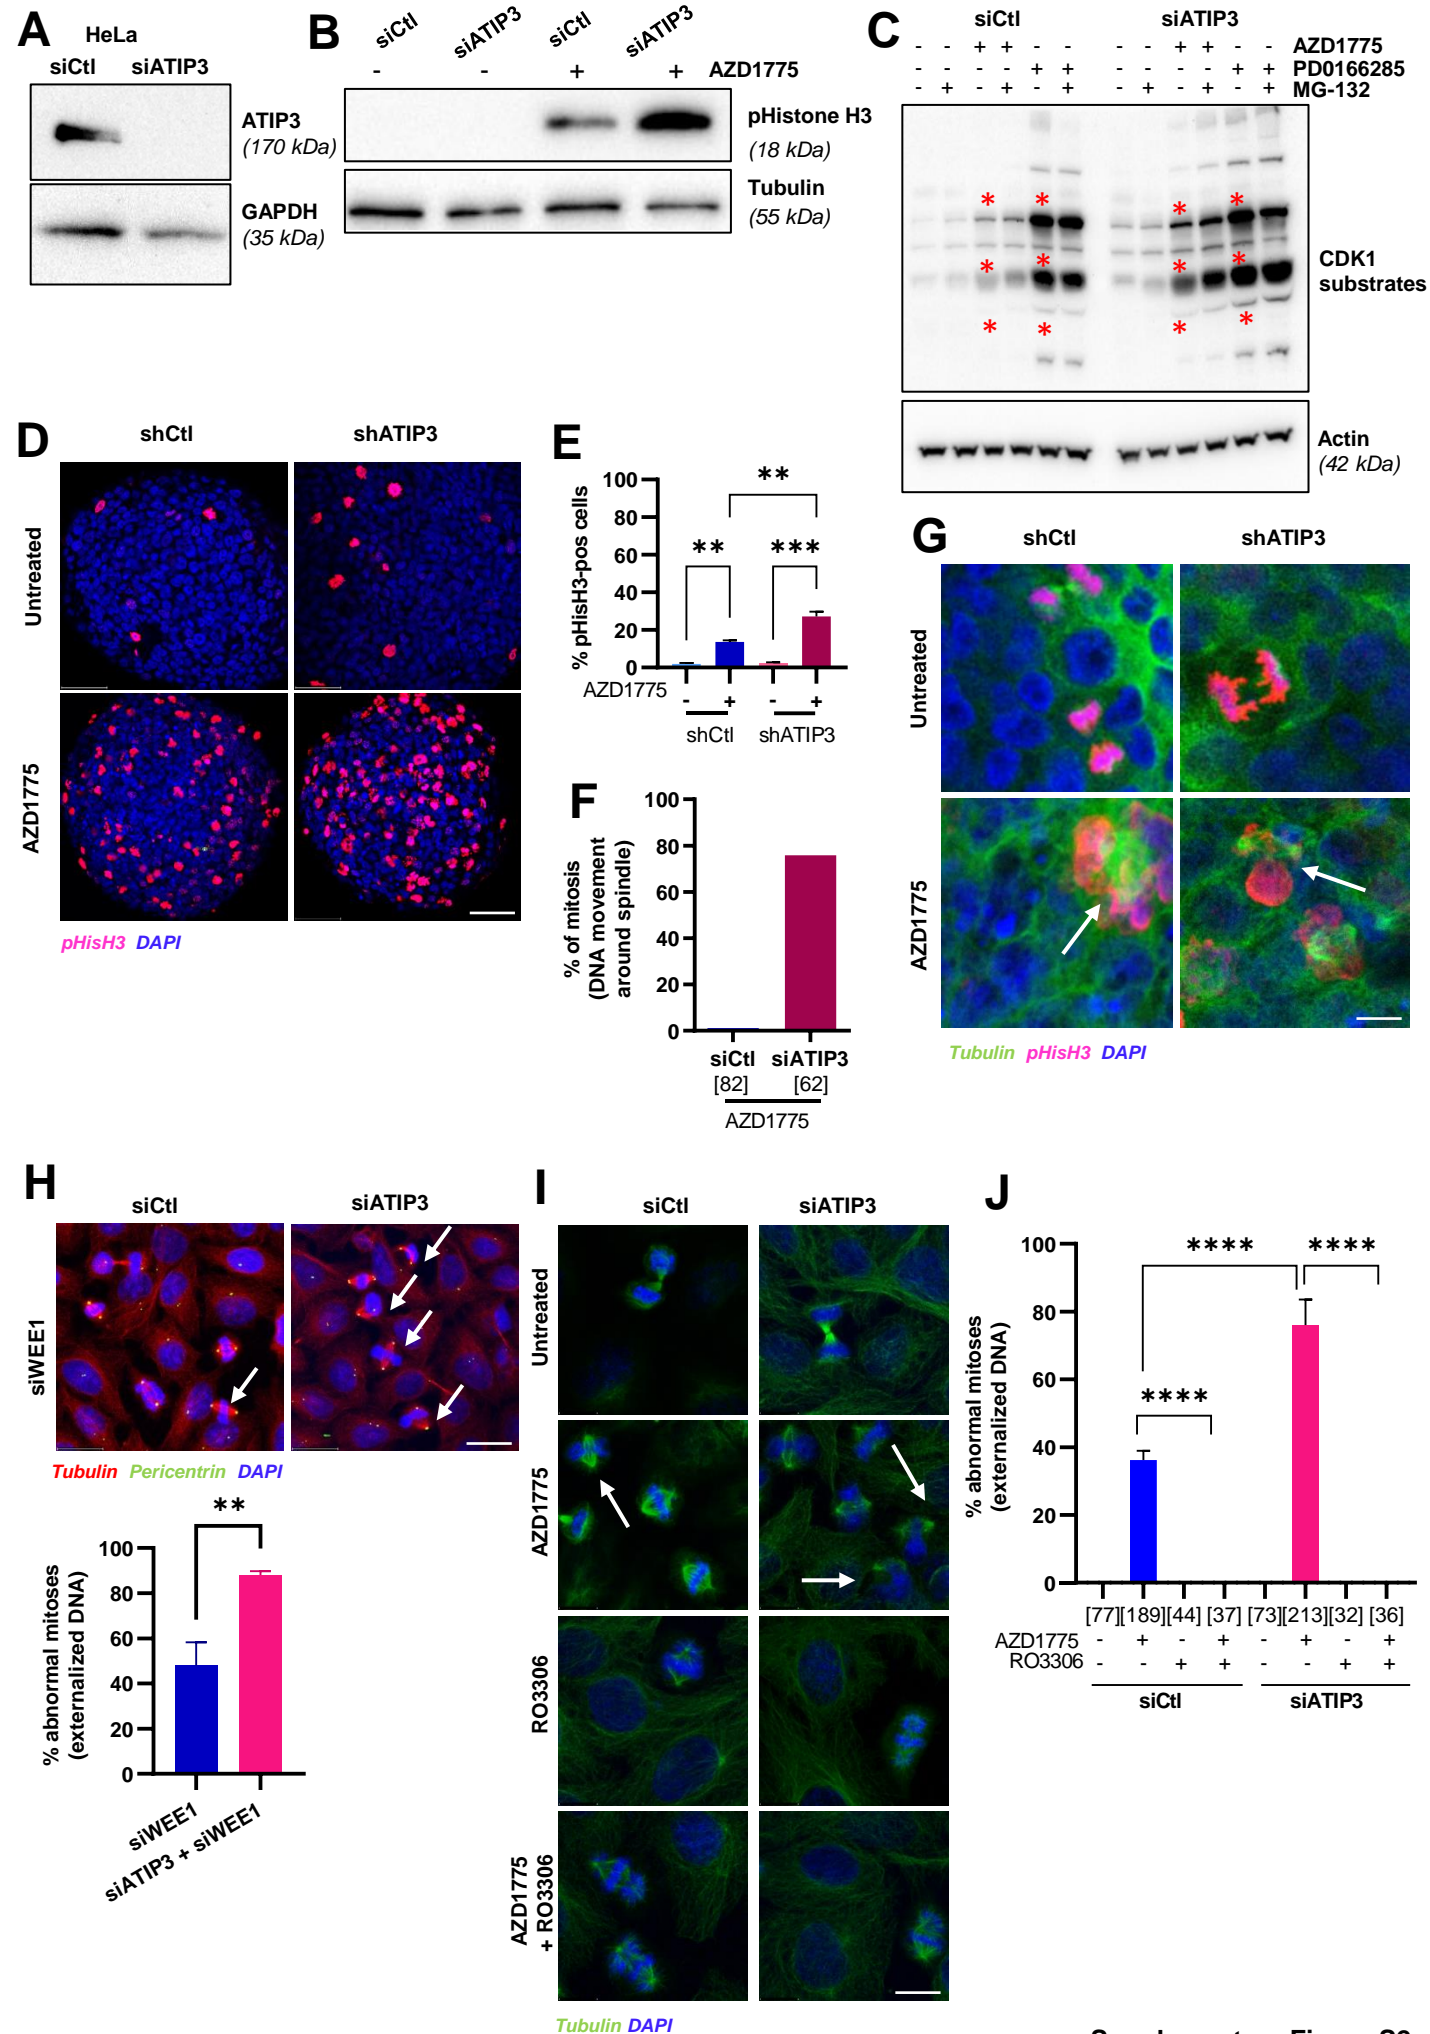 A
HeLa
siCtl siATIP3
ATIP3
(170 kDa)
GAPDH
(35 kDa)
B
siCtl siATIP3 siCtl siATIP3
- - + + AZD1775
pHistone H3
(18 kDa)
Tubulin
(55 kDa)
C
siCtl siATIP3
- - + + - - - - + + - - AZD1775
- - - - + + - - - - + + PD0166285
- + - + - + - + - + - + MG-132
* * * *
* * * *
* * * *
CDK1
substrates
Actin
(42 kDa)
D
shCtl shATIP3
Untreated
AZD1775
pHisH3 DAPI
E
% pHisH3-pos cells
100
80
60
40
20
0
**
** ***
AZD1775
- + - +
shCtl shATIP3
F
% of mitosis
(DNA movement
around spindle)
100
80
60
40
20
0
siCtl siATIP3
[82] [62]
AZD1775
G
shCtl shATIP3
Untreated
AZD1775
Tubulin pHisH3 DAPI
H
siCtl siATIP3
siWEE1
Tubulin Pericentrin DAPI
**
% abnormal mitoses
(externalized DNA)
100
80
60
40
20
0
siWEE1
siATIP3 + siWEE1
I
siCtl siATIP3
Untreated
AZD1775
RO3306
AZD1775
+ RO3306
Tubulin DAPI
J
% abnormal mitoses
(externalized DNA)
100
80
60
40
20
0
**** ****
****
[77][189][44] [37] [73][213][32] [36]
AZD1775 - + - + - + - +
RO3306 - - + + - - + +
siCtl siATIP3